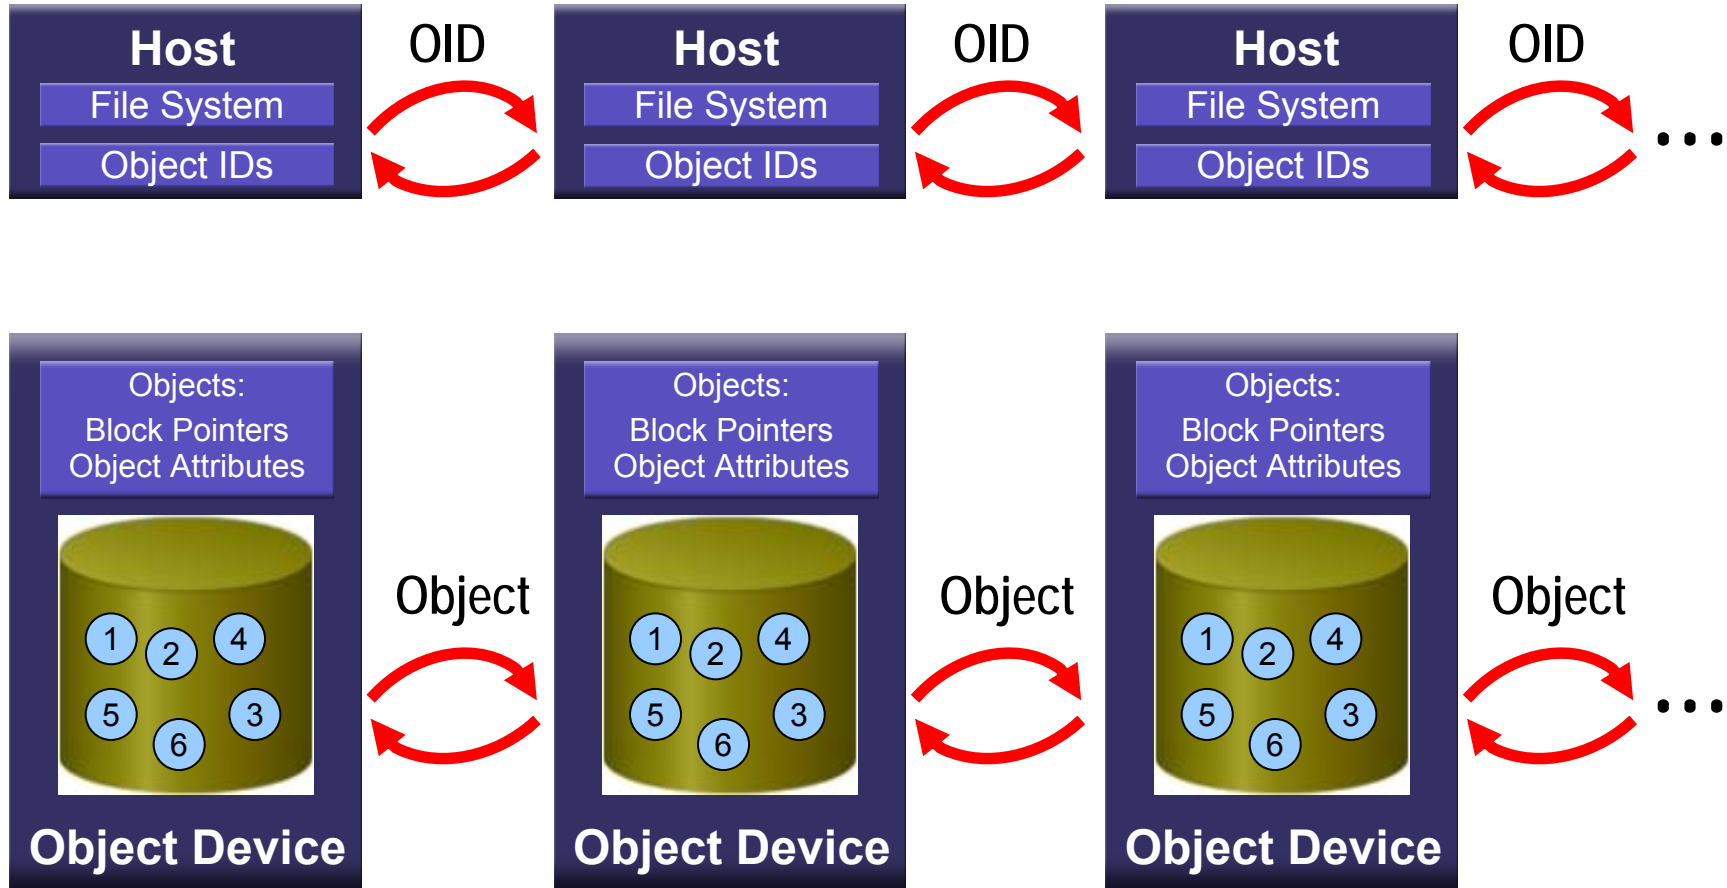 Host
OID
Host
OID
Host
OID
File System
File System
File System
...
Object IDs
Object IDs
Object IDs
Objects:
Objects:
Objects:
Block Pointers
Block Pointers
Block Pointers
Object Attributes
Object Attributes
Object Attributes
Object
Object
Object
1 2 4
1 2 4
1 2 4
5 6 3
5 6 3
5 6 3
...
Object Device
Object Device
Object Device